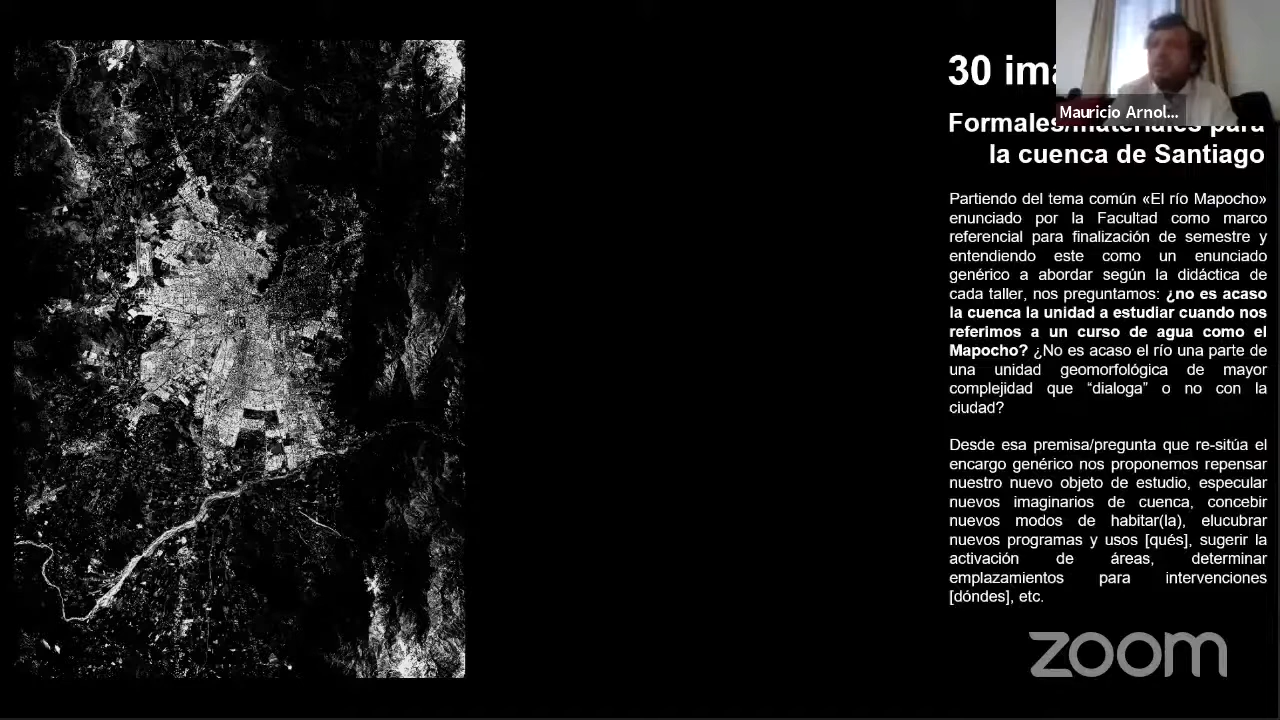 30
Mauricio Arnol...
Formales/materiales para
la cuenca de Santiago
Partiendo del tema común «El río Mapocho»
enunciado por la Facultad como marco
referencial para finalización de semestre y
entendiendo este como un enunciado
genérico a abordar según la didáctica de
cada taller, nos preguntamos: ¿no es acaso
la cuenca la unidad a estudiar cuando nos
referimos a un curso de agua como el
Mapocho? ¿No es acaso el río una parte de
una unidad geomorfológica de mayor
complejidad que “dialoga” o no con la
ciudad?
Desde esa premisa/pregunta que re-sitúa el
encargo genérico nos proponemos repensar
nuestro nuevo objeto de estudio, especular
nuevos imaginarios de cuenca, concebir
nuevos modos de habitar(la), elucubrar
nuevos programas y usos [qués], sugerir la
activación de áreas, determinar
emplazamientos para intervenciones
[dóndes], etc.
zoom